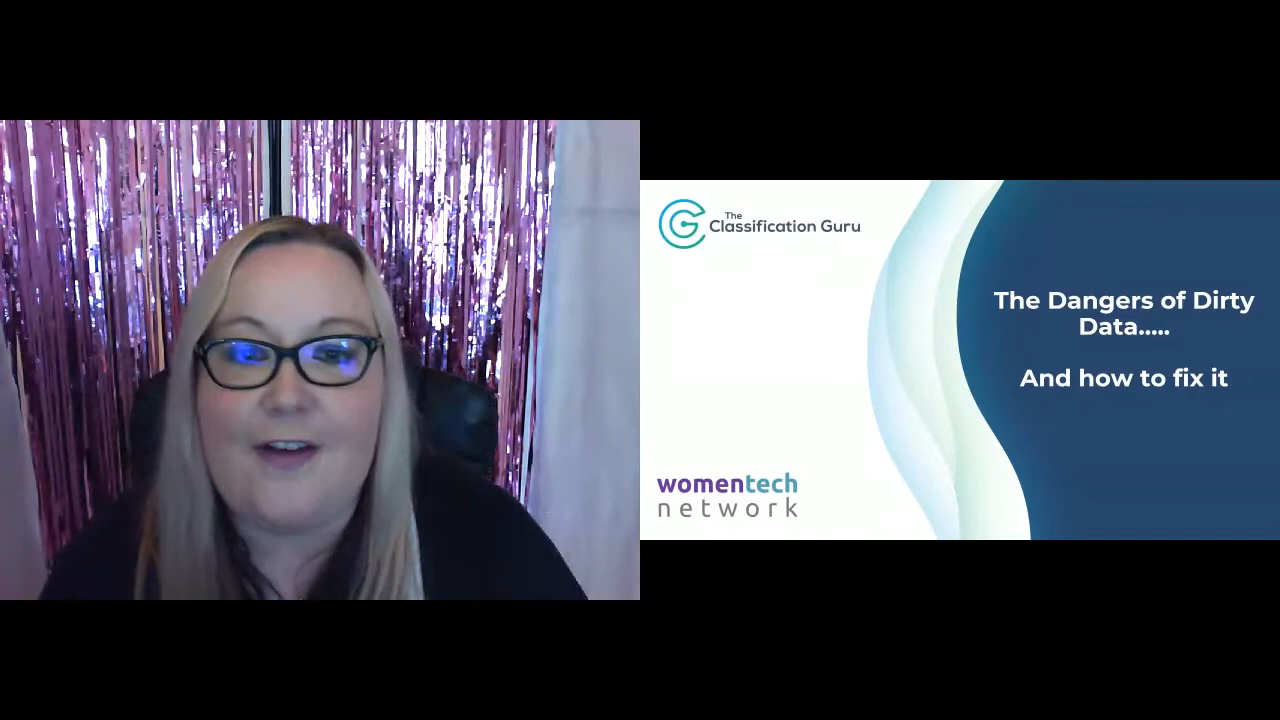 The
Classification Guru
The Dangers of Dirty
Data.....
And how to fix it
womentech
network